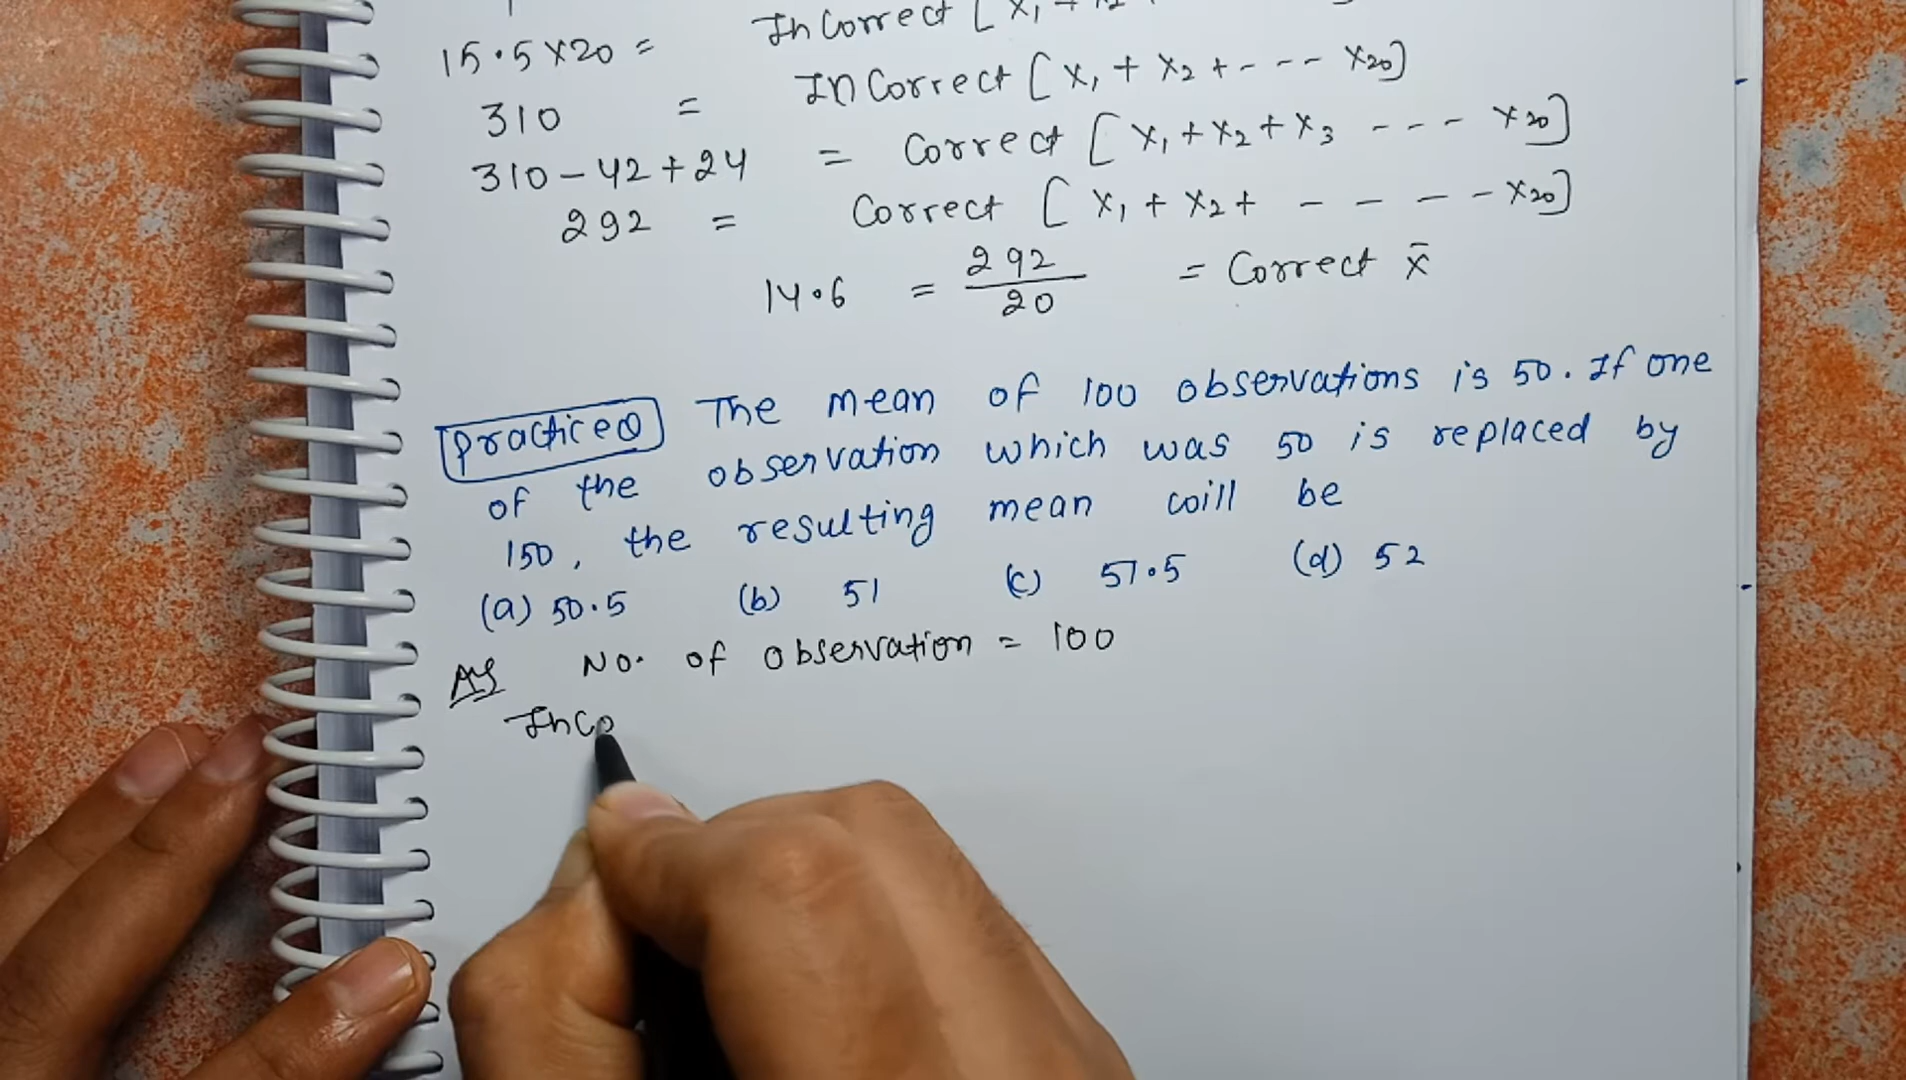 15.5×20 = InCorrect [x₁ + x₂
310 = InCorrect [x₁ + x₂ + - - - x₂₀]
310 - 42 + 24 = Correct [x₁ + x₂ + x₃ - - - x₂₀]
292 = Correct [x₁ + x₂ + - - - - x₂₀]
14.6 = 292/20 = Correct x̄
PracticeQ The mean of 100 observations is 50. If one
of the observation which was 50 is replaced by
150, the resulting mean will be
(a) 50.5 (b) 51 (c) 51.5 (d) 52
No. of observation = 100
InCo